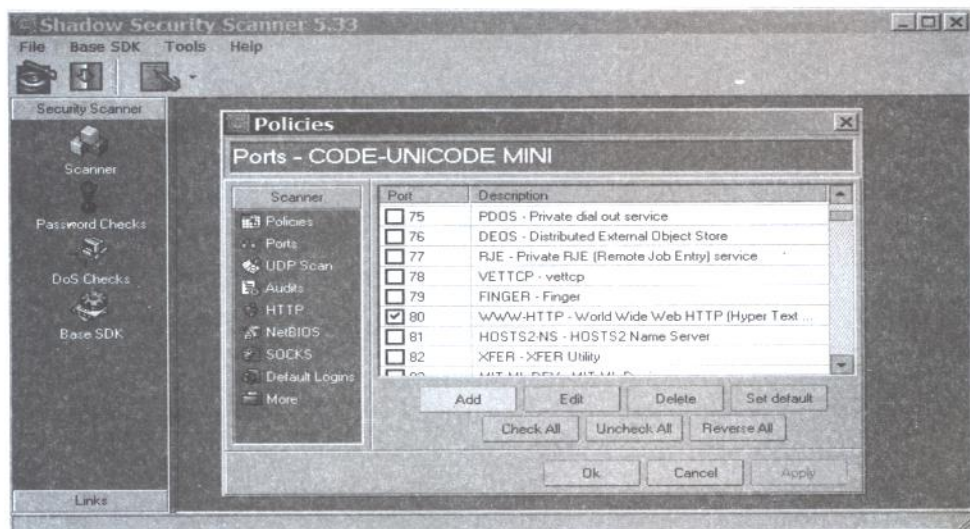 Shadow Security Scanner 5.33
File Base SDK Tools Help
Security Scanner
Scanner
Password Checks
DoS Checks
Base SDK
Links
Policies
Ports - CODE-UNICODE MINI
Scanner
Policies
Ports
UDP Scan
Audits
HTTP
NetBIOS
SOCKS
Default Logins
More
Port Description
75 PDOS - Private dial out service
76 DEOS - Distributed External Object Store
77 RJE - Private RJE (Remote Job Entry) service
78 VETTCP - vettcp
79 FINGER - Finger
80 WWW-HTTP - World Wide Web HTTP (Hyper Text ...
81 HOSTS2-NS - HOSTS2 Name Server
82 XFER - XFER Utility
Add Edit Delete Set default
Check All Uncheck All Reverse All
Ok Cancel Apply